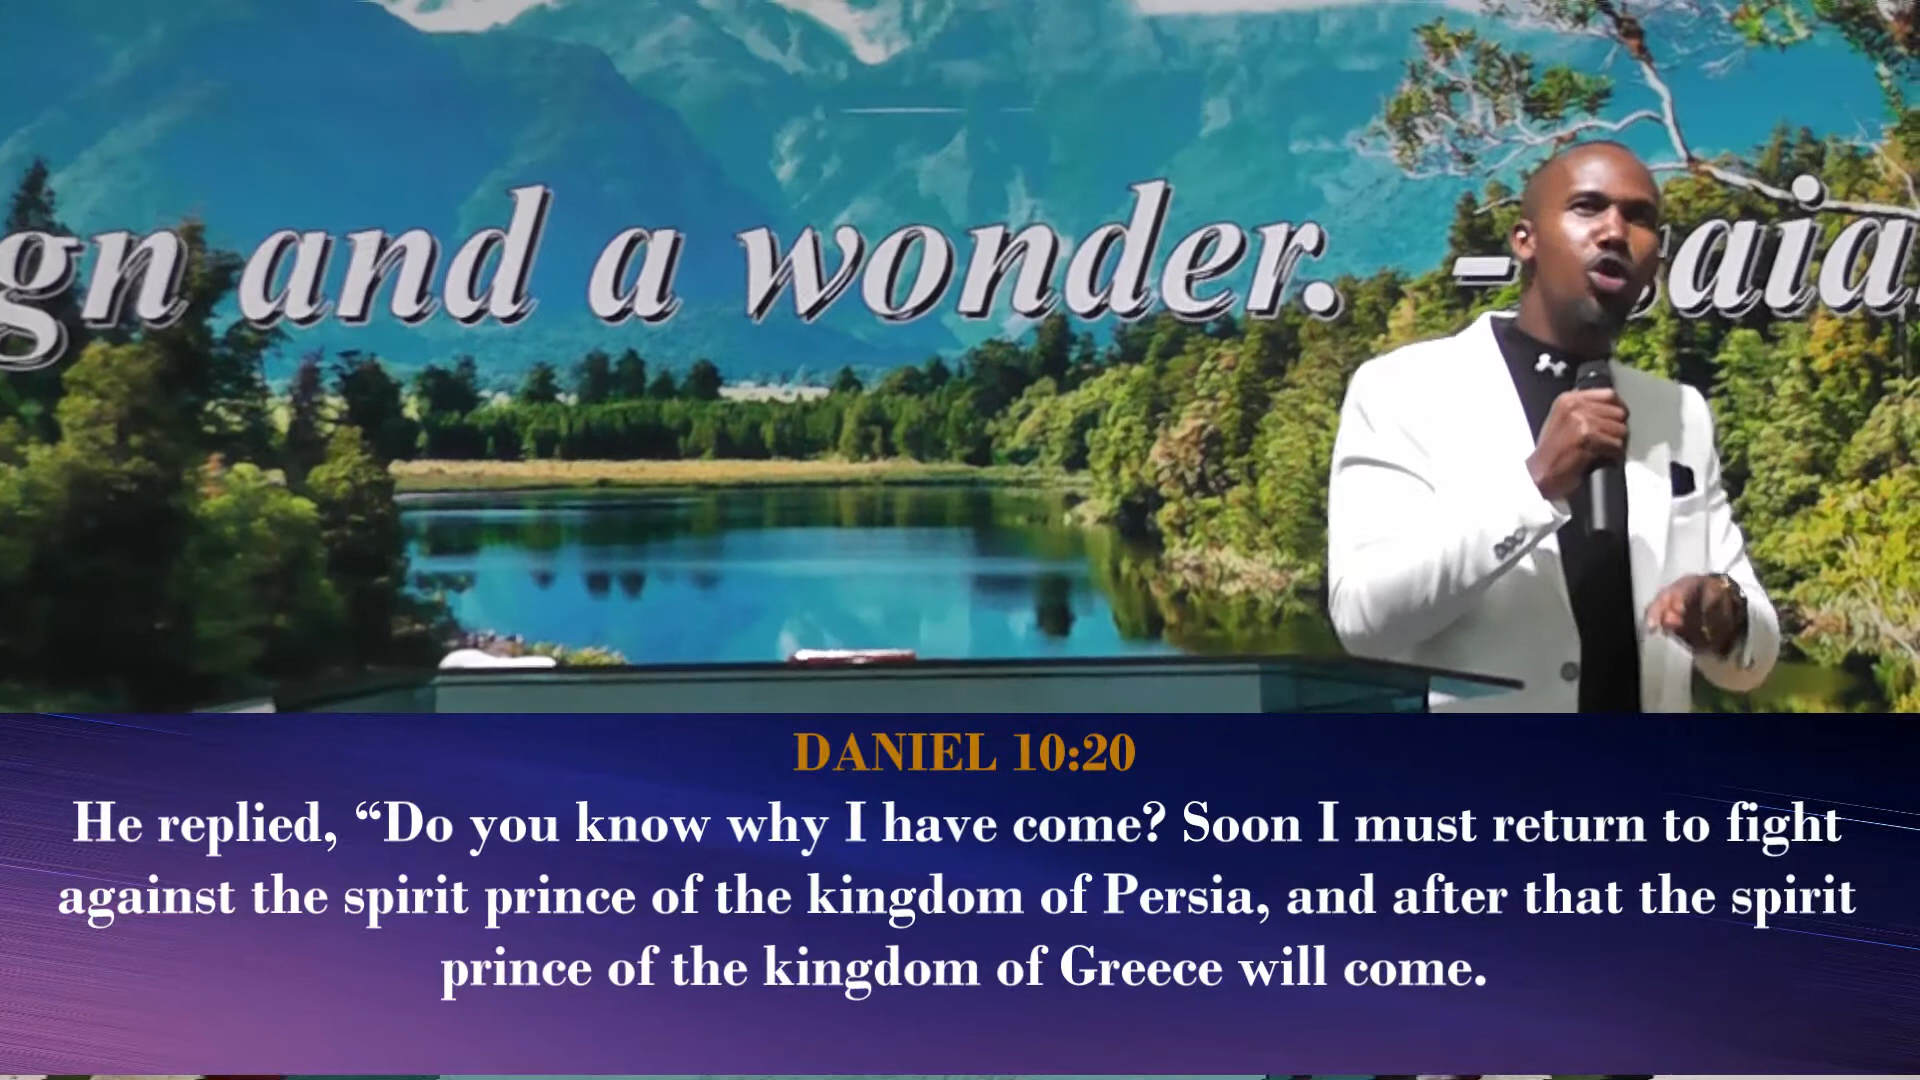 gn and a wonder. - saia
DANIEL 10:20
He replied, “Do you know why I have come? Soon I must return to fight
against the spirit prince of the kingdom of Persia, and after that the spirit
prince of the kingdom of Greece will come.